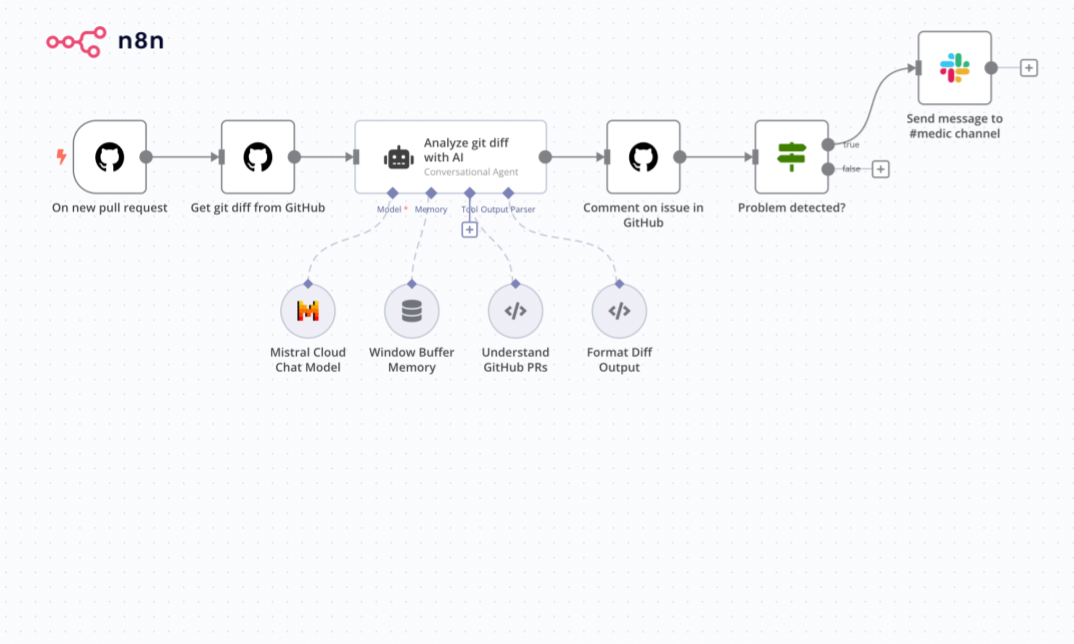 n8n
Send message to
#medic channel
Analyze git diff
with AI
Conversational Agent
true
false
On new pull request
Get git diff from GitHub
Model *
Memory
Tool
Output Parser
Comment on issue in
GitHub
Problem detected?
Mistral Cloud
Chat Model
Window Buffer
Memory
Understand
GitHub PRs
Format Diff
Output